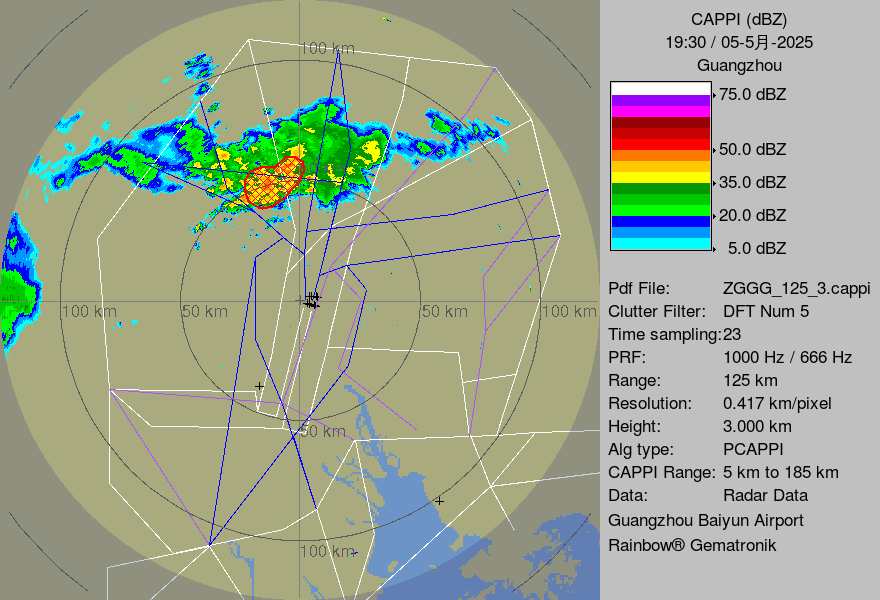 CAPPI (dBZ)
19:30 / 05-5月-2025
Guangzhou
75.0 dBZ
50.0 dBZ
35.0 dBZ
20.0 dBZ
5.0 dBZ
Pdf File: ZGGG_125_3.cappi
Clutter Filter: DFT Num 5
Time sampling:23
PRF: 1000 Hz / 666 Hz
Range: 125 km
Resolution: 0.417 km/pixel
Height: 3.000 km
Alg type: PCAPPI
CAPPI Range: 5 km to 185 km
Data: Radar Data
Guangzhou Baiyun Airport
Rainbow® Gematronik
100 km
100 km
50 km
50 km
100 km
50 km
100 km